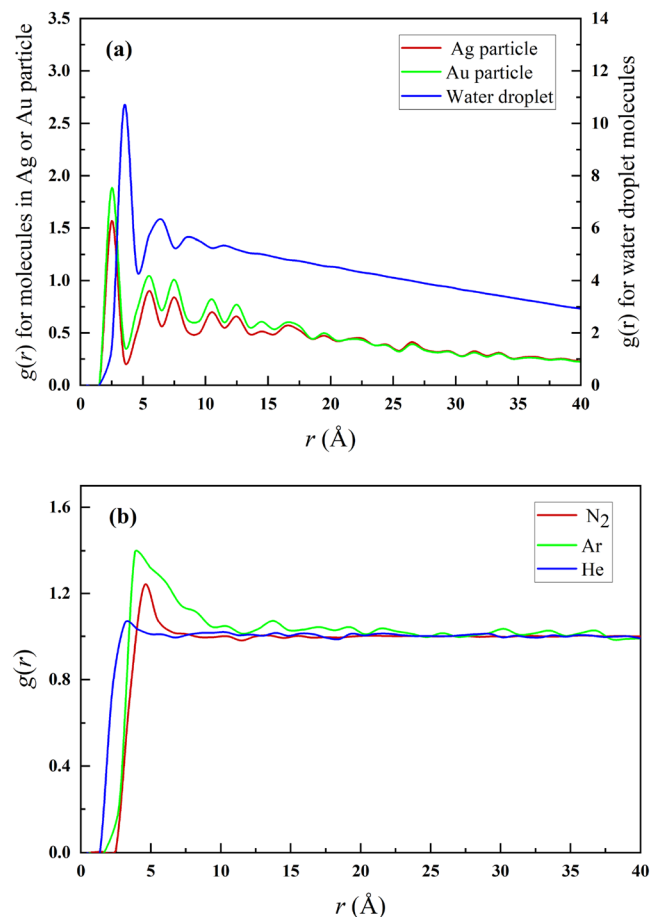 (a)
Ag particle
Au particle
Water droplet
g(r) for molecules in Ag or Au particle
3.5
3.0
2.5
2.0
1.5
1.0
0.5
0.0
g(r) for water droplet molecules
14
12
10
8
6
4
2
0
0 5 10 15 20 25 30 35 40
r (Å)
(b)
N2
Ar
He
g(r)
1.6
1.2
0.8
0.4
0.0
0 5 10 15 20 25 30 35 40
r (Å)